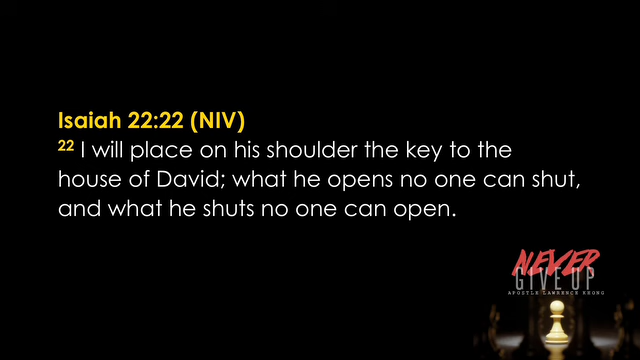 Isaiah 22:22 (NIV)
22 I will place on his shoulder the key to the
house of David; what he opens no one can shut,
and what he shuts no one can open.
NEVER
GIVE UP
APOSTLE LAWRENCE KHONG